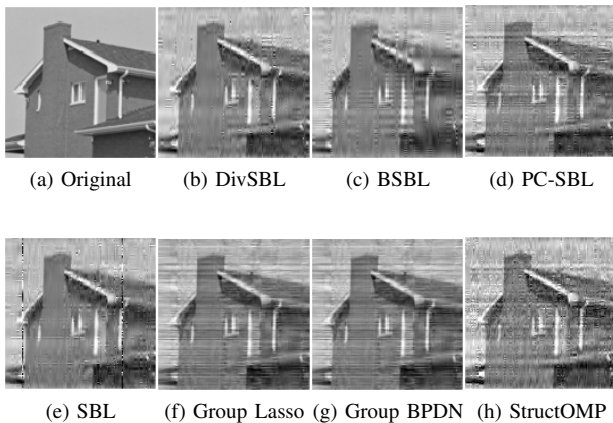 (a) Original
(b) DivSBL
(c) BSBL
(d) PC-SBL
(e) SBL
(f) Group Lasso
(g) Group BPDN
(h) StructOMP